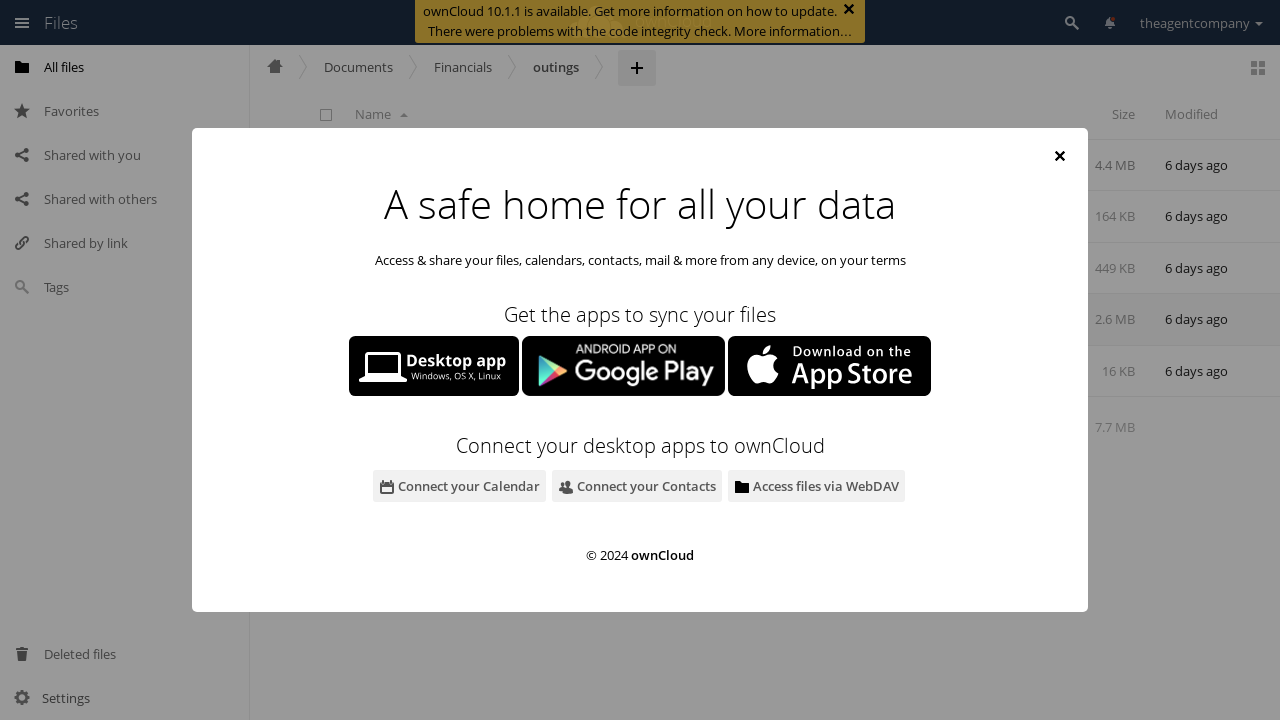 Files
ownCloud 10.1.1 is available. Get more information on how to update.
There were problems with the code integrity check. More information…
theagentcompany
All files
Documents
Financials
outings
Favorites
Name
Size
Modified
Shared with you
4.4 MB
6 days ago
Shared with others
164 KB
6 days ago
Shared by link
449 KB
6 days ago
Tags
2.6 MB
6 days ago
16 KB
6 days ago
7.7 MB
A safe home for all your data
Access & share your files, calendars, contacts, mail & more from any device, on your terms
Get the apps to sync your files
Desktop app
Windows, OS X, Linux
ANDROID APP ON
Google Play
Download on the
App Store
Connect your desktop apps to ownCloud
Connect your Calendar
Connect your Contacts
Access files via WebDAV
© 2024 ownCloud
Deleted files
Settings